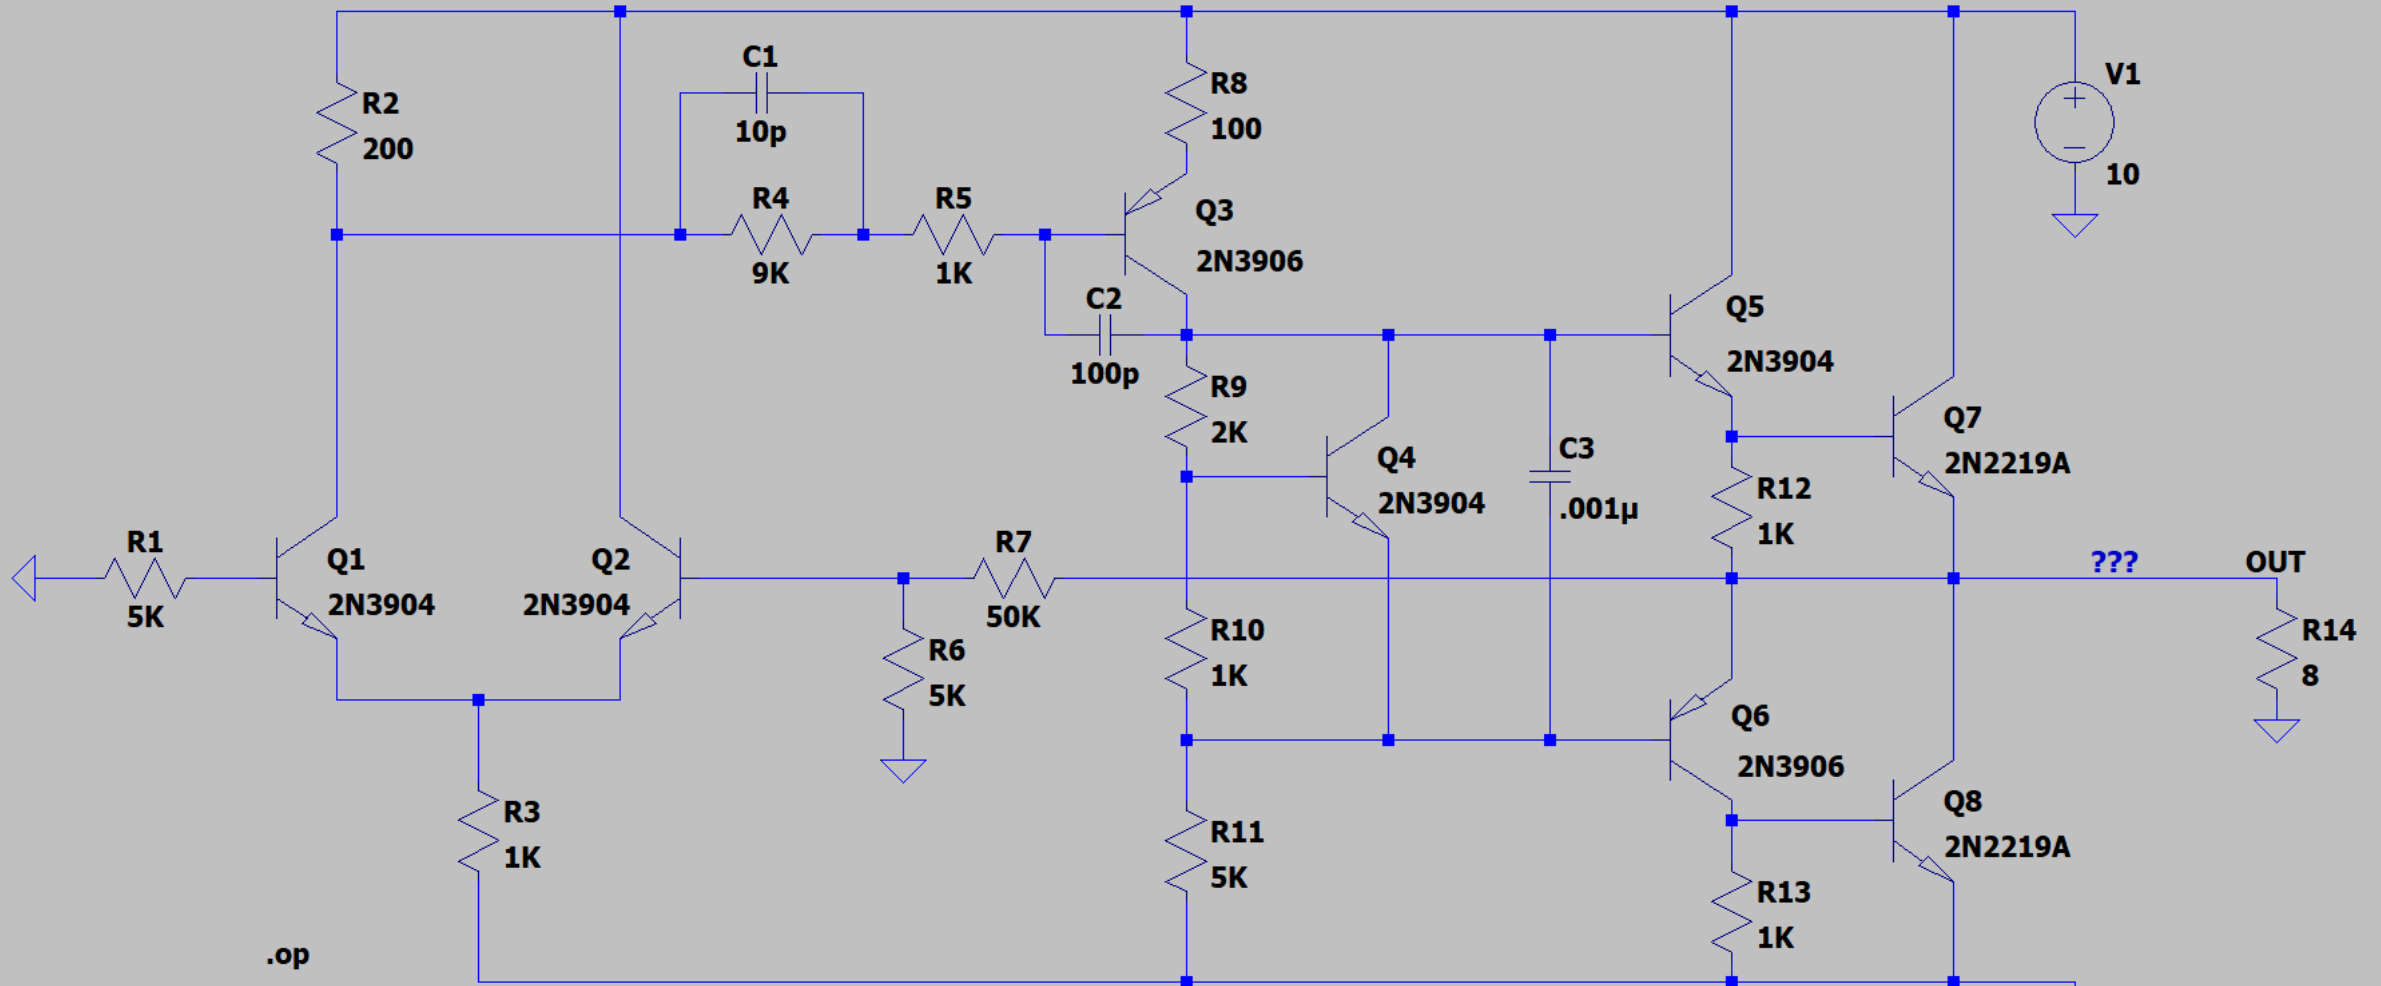 C1
10p
R2
200
R4
9K
R5
1K
R8
100
Q3
2N3906
V1
10
C2
100p
Q5
2N3904
R9
2K
Q4
2N3904
C3
.001µ
Q7
2N2219A
R12
1K
R1
5K
Q1
2N3904
Q2
2N3904
R7
50K
???
OUT
R6
5K
R10
1K
R14
8
Q6
2N3906
R3
1K
R11
5K
Q8
2N2219A
R13
1K
.op